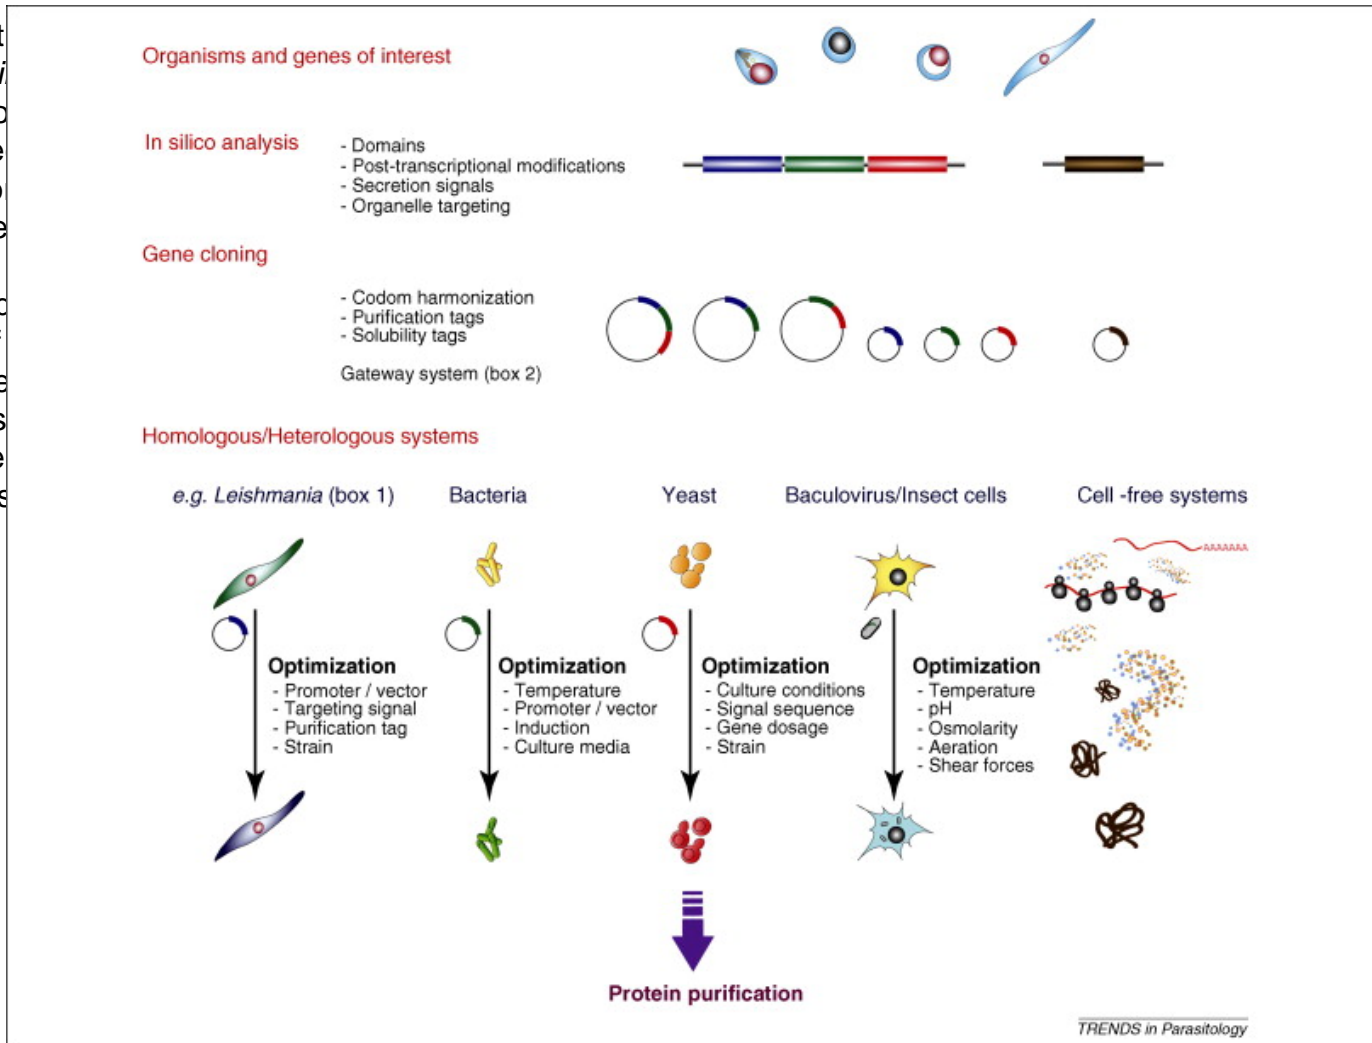 Organisms and genes of interest
In silico analysis
- Domains
- Post-transcriptional modifications
- Secretion signals
- Organelle targeting
Gene cloning
- Codom harmonization
- Purification tags
- Solubility tags
Gateway system (box 2)
Homologous/Heterologous systems
e.g. Leishmania (box 1)
Bacteria
Yeast
Baculovirus/Insect cells
Cell -free systems
AAAAAAA
Optimization
- Promoter / vector
- Targeting signal
- Purification tag
- Strain
Optimization
- Temperature
- Promoter / vector
- Induction
- Culture media
Optimization
- Culture conditions
- Signal sequence
- Gene dosage
- Strain
Optimization
- Temperature
- pH
- Osmolarity
- Aeration
- Shear forces
Protein purification
TRENDS in Parasitology